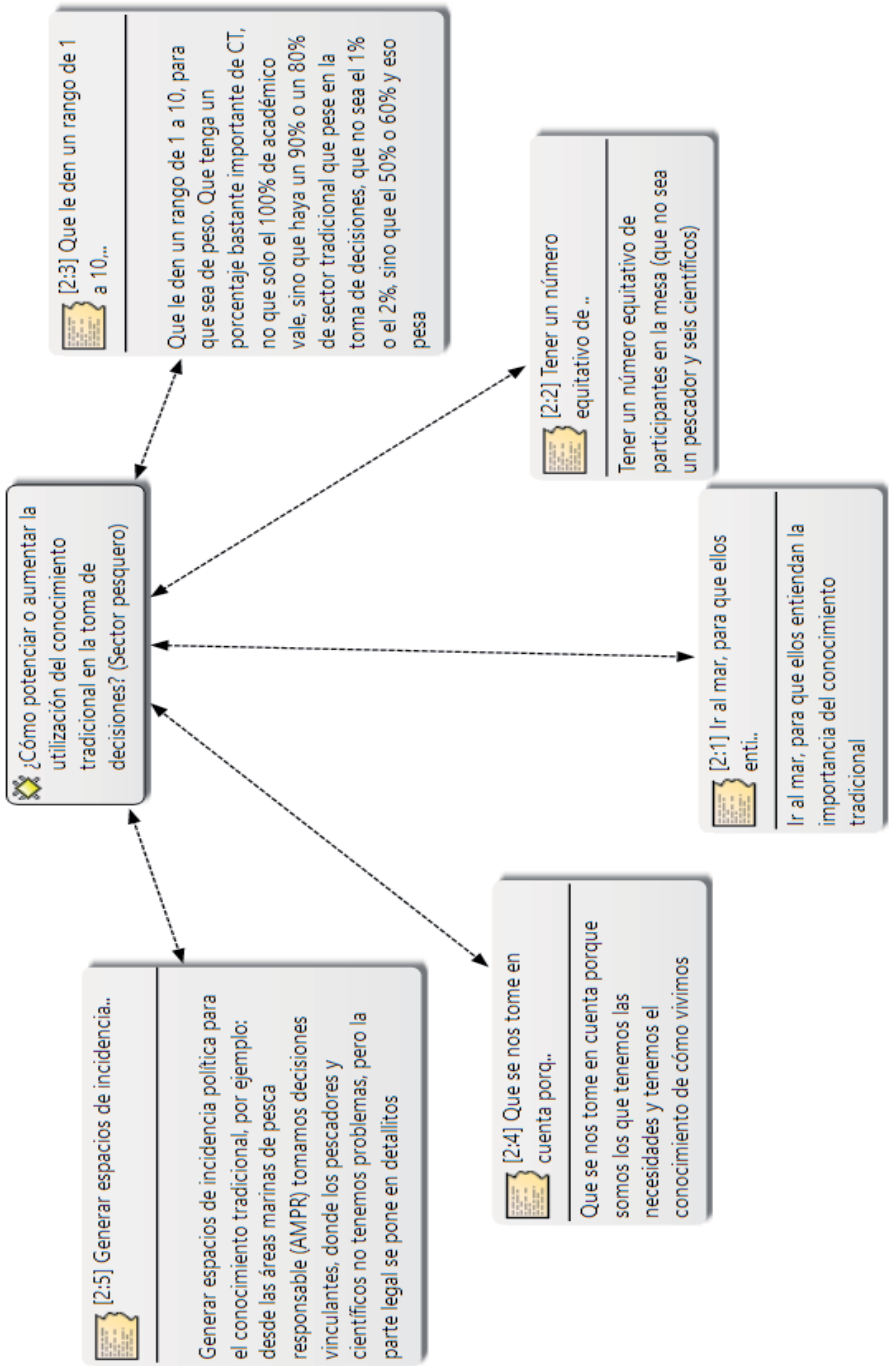 ¿Cómo potenciar o aumentar la
utilización del conocimiento
tradicional en la toma de
decisiones? (Sector pesquero)
[2:5] Generar espacios de incidencia..
Generar espacios de incidencia política para
el conocimiento tradicional, por ejemplo:
desde las áreas marinas de pesca
responsable (AMPR) tomamos decisiones
vinculantes, donde los pescadores y
científicos no tenemos problemas, pero la
parte legal se pone en detallitos
[2:4] Que se nos tome en
cuenta porq..
Que se nos tome en cuenta porque
somos los que tenemos las
necesidades y tenemos el
conocimiento de cómo vivimos
[2:1] Ir al mar, para que ellos
enti..
Ir al mar, para que ellos entiendan la
importancia del conocimiento
tradicional
[2:2] Tener un número
equitativo de ..
Tener un número equitativo de
participantes en la mesa (que no sea
un pescador y seis científicos)
[2:3] Que le den un rango de 1
a 10,..
Que le den un rango de 1 a 10, para
que sea de peso. Que tenga un
porcentaje bastante importante de CT,
no que solo el 100% de académico
vale, sino que haya un 90% o un 80%
de sector tradicional que pese en la
toma de decisiones, que no sea el 1%
o el 2%, sino que el 50% o 60% y eso
pesa